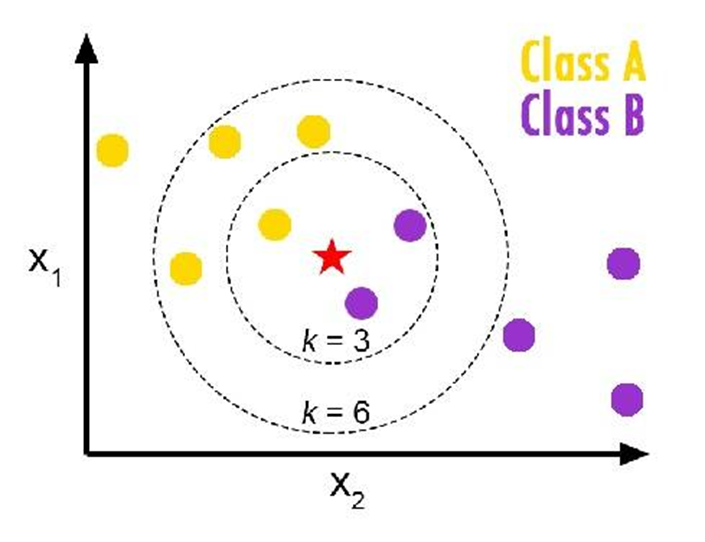 Class A
Class B
x1
k = 3
k = 6
x2